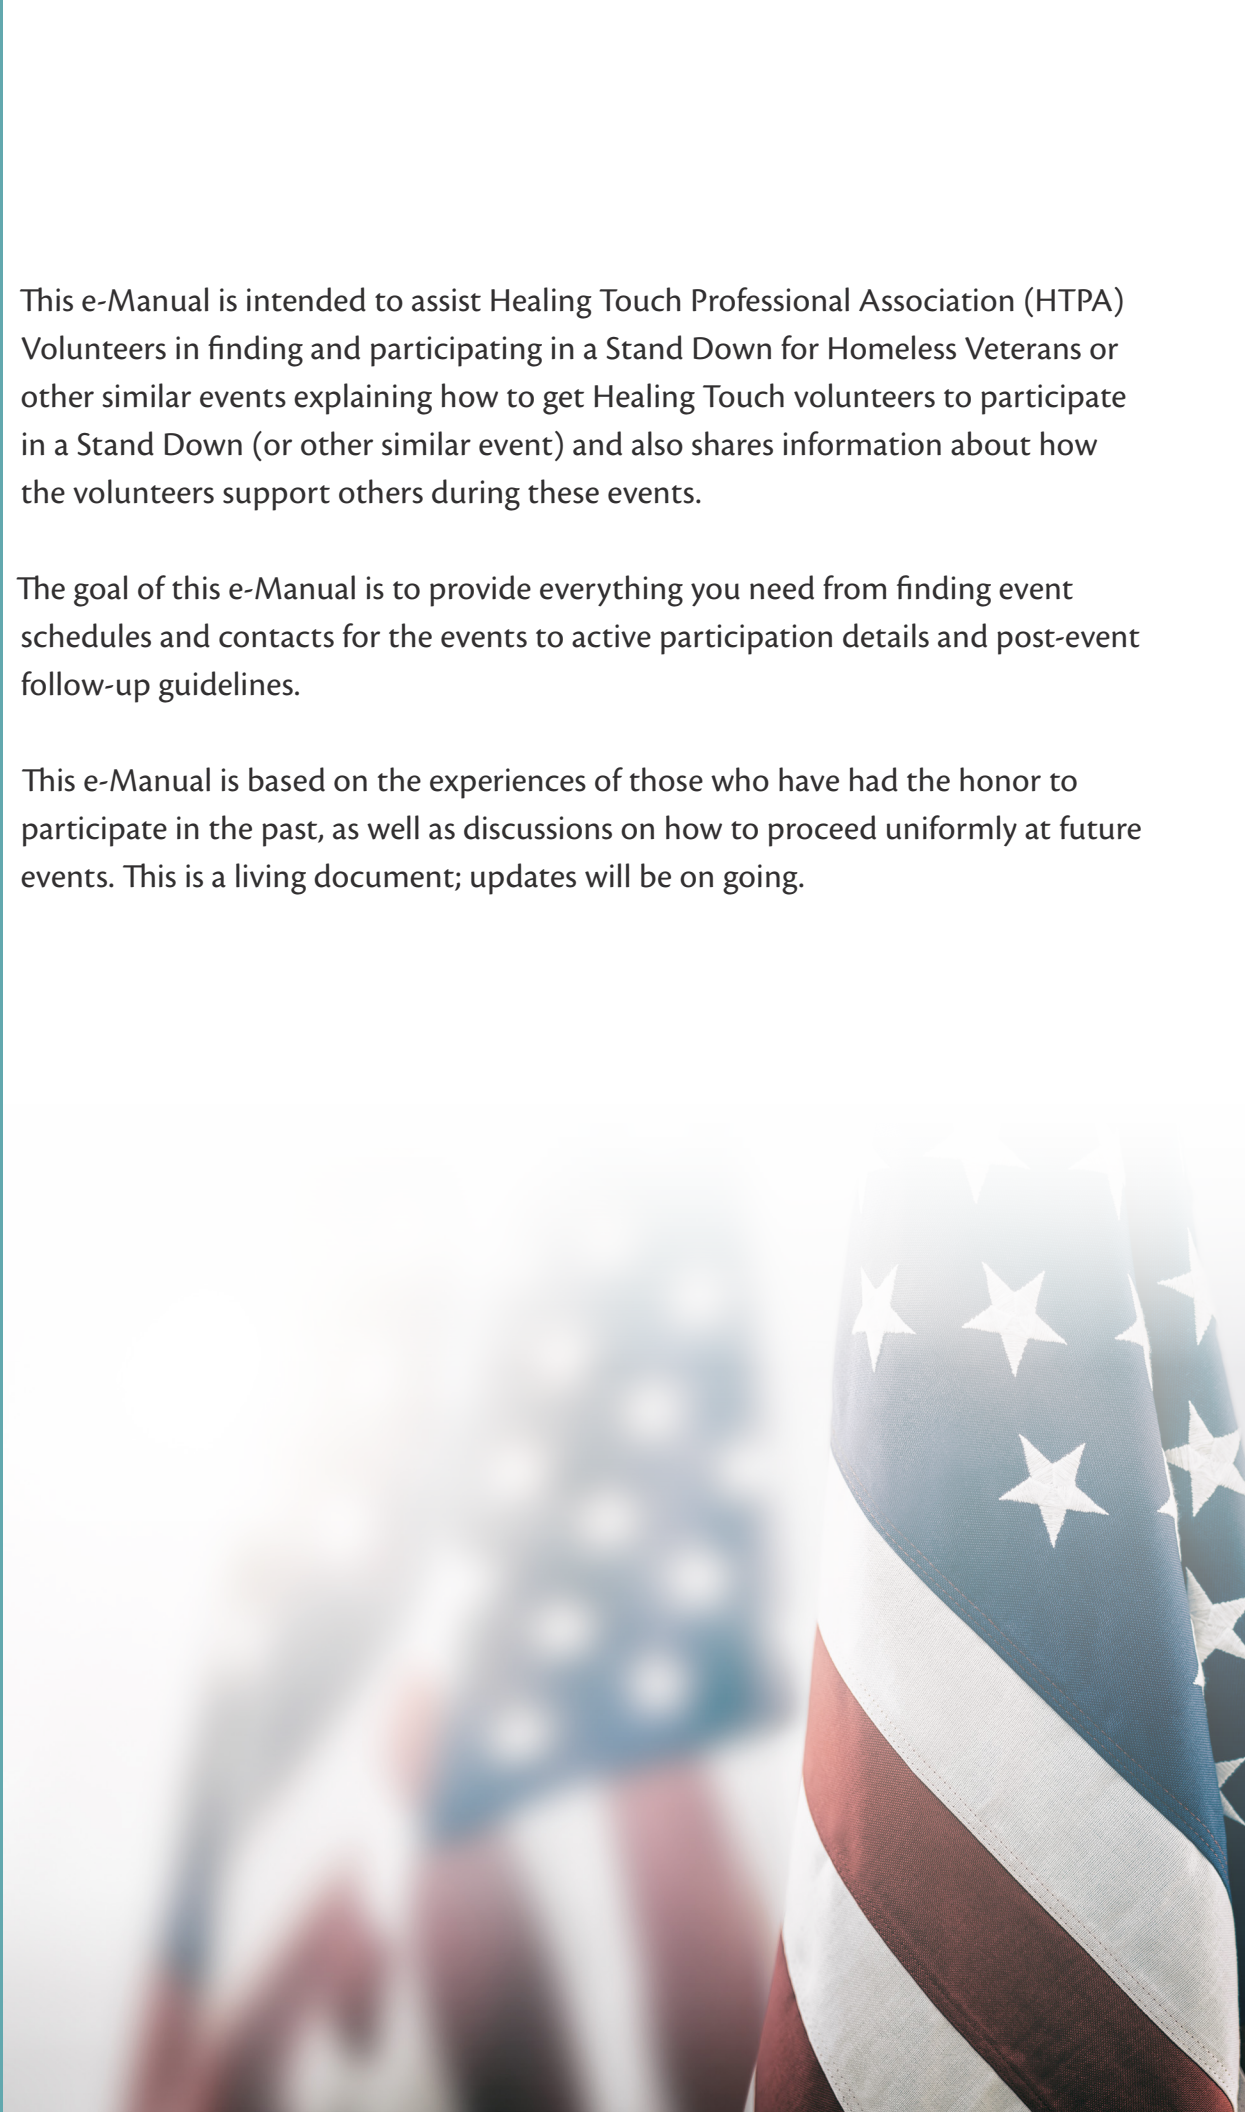 This e-Manual is intended to assist Healing Touch Professional Association (HTPA)
Volunteers in finding and participating in a Stand Down for Homeless Veterans or
other similar events explaining how to get Healing Touch volunteers to participate
in a Stand Down (or other similar event) and also shares information about how
the volunteers support others during these events.
The goal of this e-Manual is to provide everything you need from finding event
schedules and contacts for the events to active participation details and post-event
follow-up guidelines.
This e-Manual is based on the experiences of those who have had the honor to
participate in the past, as well as discussions on how to proceed uniformly at future
events. This is a living document; updates will be on going.